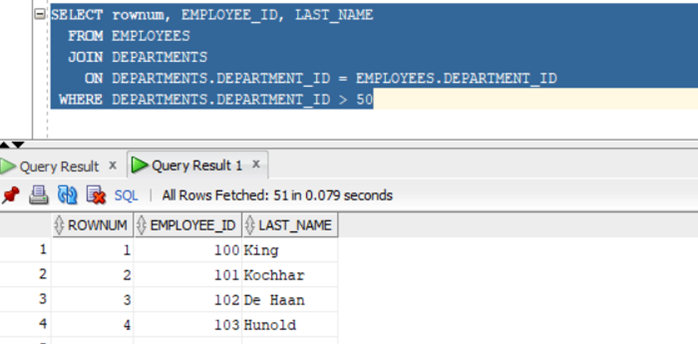 SELECT rownum, EMPLOYEE_ID, LAST_NAME
FROM EMPLOYEES
JOIN DEPARTMENTS
ON DEPARTMENTS.DEPARTMENT_ID = EMPLOYEES.DEPARTMENT_ID
WHERE DEPARTMENTS.DEPARTMENT_ID > 50
Query Result x Query Result 1 x
SQL | All Rows Fetched: 51 in 0.079 seconds
ROWNUM EMPLOYEE_ID LAST_NAME
1 1 100 King
2 2 101 Kochhar
3 3 102 De Haan
4 4 103 Hunold